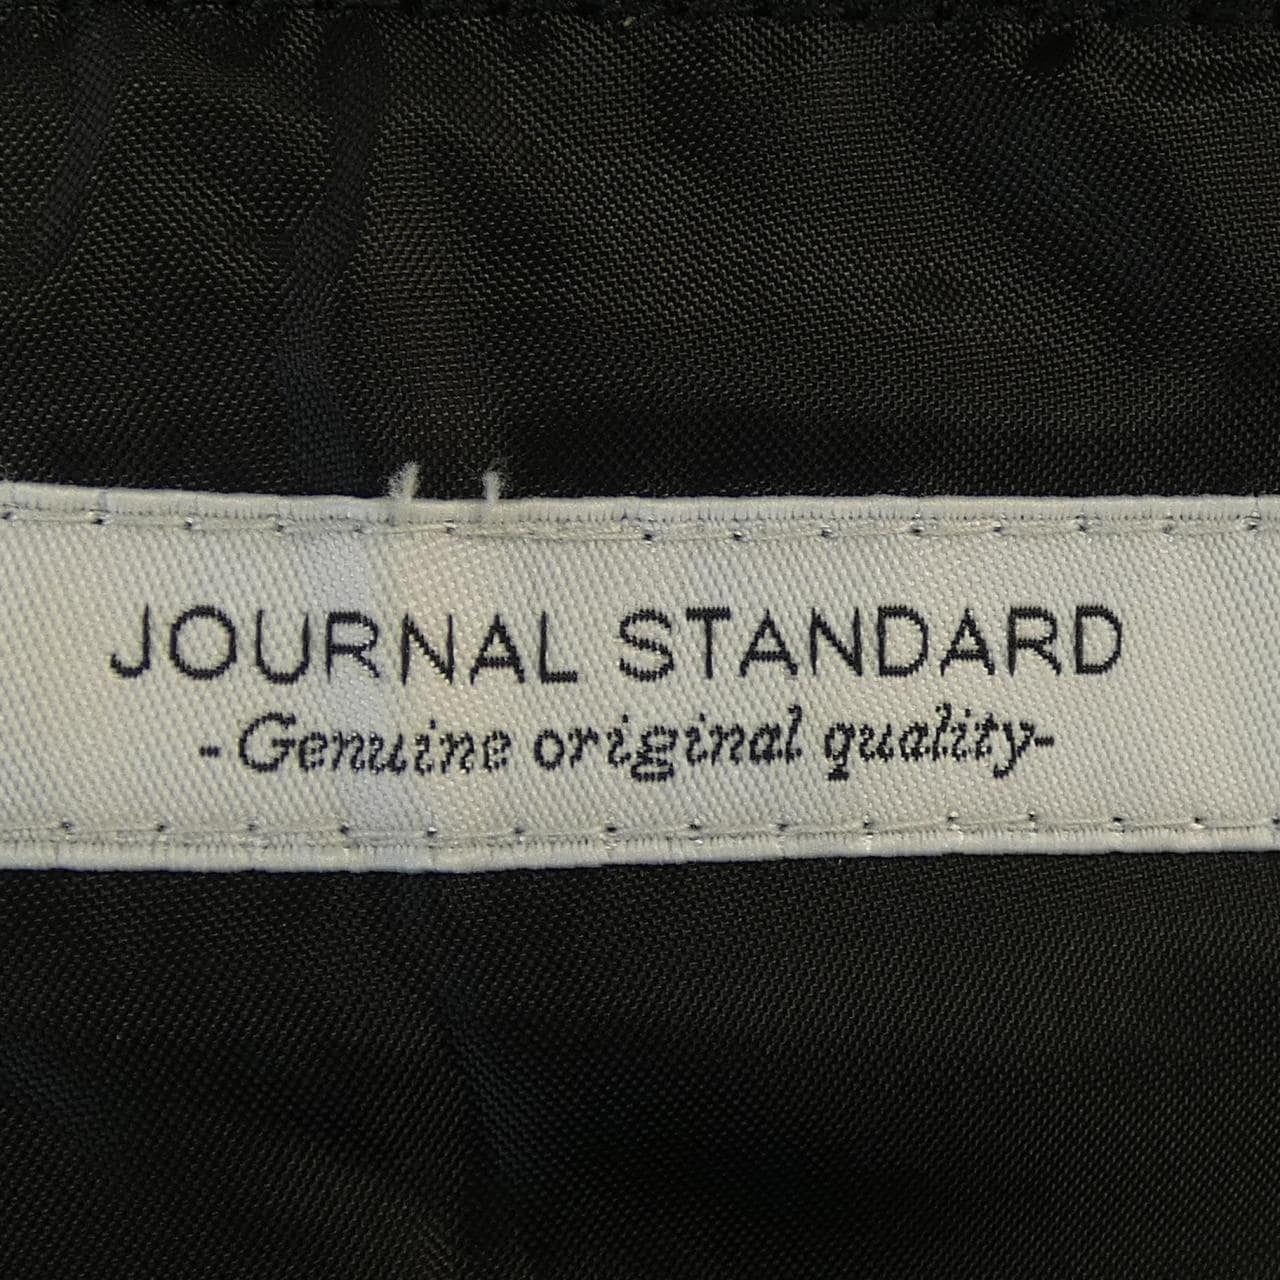 JOURNAL STANDARD
-Genuine original quality-